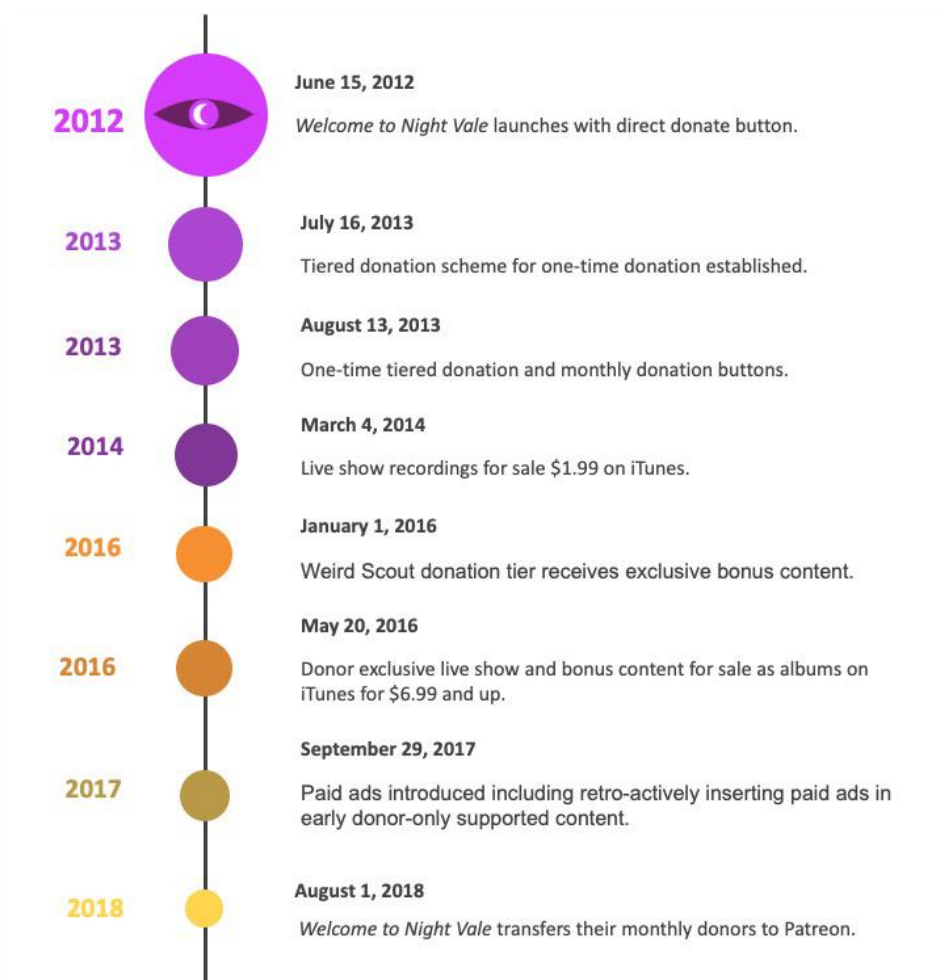 2012
June 15, 2012
Welcome to Night Vale launches with direct donate button.
2013
July 16, 2013
Tiered donation scheme for one-time donation established.
2013
August 13, 2013
One-time tiered donation and monthly donation buttons.
2014
March 4, 2014
Live show recordings for sale $1.99 on iTunes.
2016
January 1, 2016
Weird Scout donation tier receives exclusive bonus content.
2016
May 20, 2016
Donor exclusive live show and bonus content for sale as albums on
iTunes for $6.99 and up.
2017
September 29, 2017
Paid ads introduced including retro-actively inserting paid ads in
early donor-only supported content.
2018
August 1, 2018
Welcome to Night Vale transfers their monthly donors to Patreon.